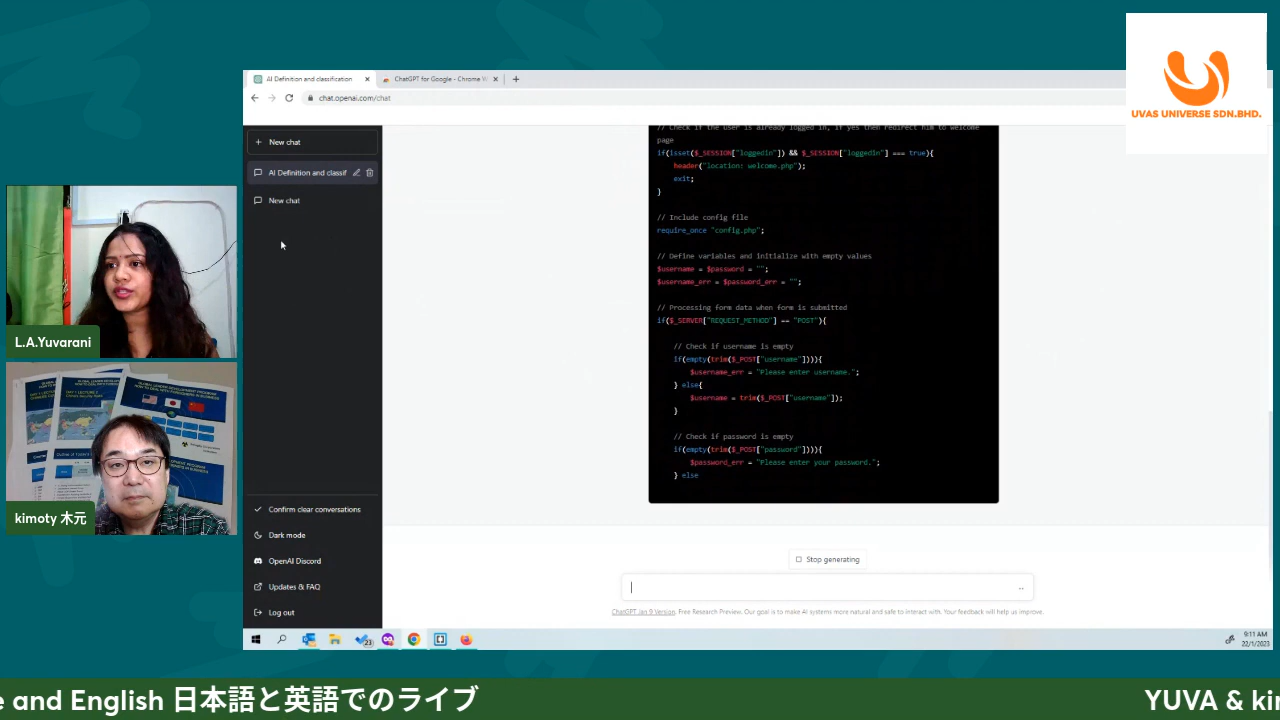 UVAS UNIVERSE SDN.BHD.
AI Definition and classification
ChatGPT for Google - Chrome W
chat.openai.com/chat
New chat
AI Definition and classif
New chat
// Check if the user is already logged in, if yes then redirect him to welcome
page
if(isset($_SESSION["loggedin"]) && $_SESSION["loggedin"] === true){
header("location: welcome.php");
exit;
}
// Include config file
require_once "config.php";
// Define variables and initialize with empty values
$username = $password = "";
$username_err = $password_err = "";
// Processing form data when form is submitted
if($_SERVER["REQUEST_METHOD"] == "POST"){
// Check if username is empty
if(empty(trim($_POST["username"]))){
$username_err = "Please enter username.";
} else{
$username = trim($_POST["username"]);
}
// Check if password is empty
if(empty(trim($_POST["password"]))){
$password_err = "Please enter your password.";
} else
L.A.Yuvarani
kimoty 木元
Confirm clear conversations
Dark mode
OpenAI Discord
Updates & FAQ
Log out
Stop generating
ChatGPT Jan 9 Version. Free Research Preview. Our goal is to make AI systems more natural and safe to interact with. Your feedback will help us improve.
23
9:11 AM
22/1/2023
e and English 日本語と英語でのライブ
YUVA & ki